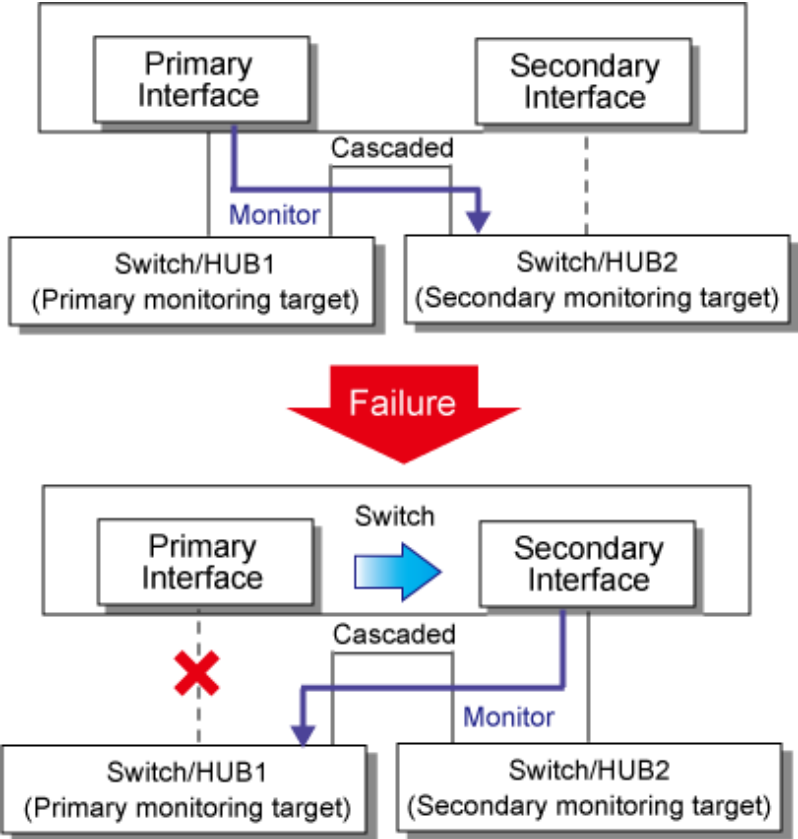 Primary
Interface
Secondary
Interface
Cascaded
Monitor
Switch/HUB1
(Primary monitoring target)
Switch/HUB2
(Secondary monitoring target)
Failure
Switch
Primary
Interface
Secondary
Interface
Cascaded
Monitor
Switch/HUB1
(Primary monitoring target)
Switch/HUB2
(Secondary monitoring target)